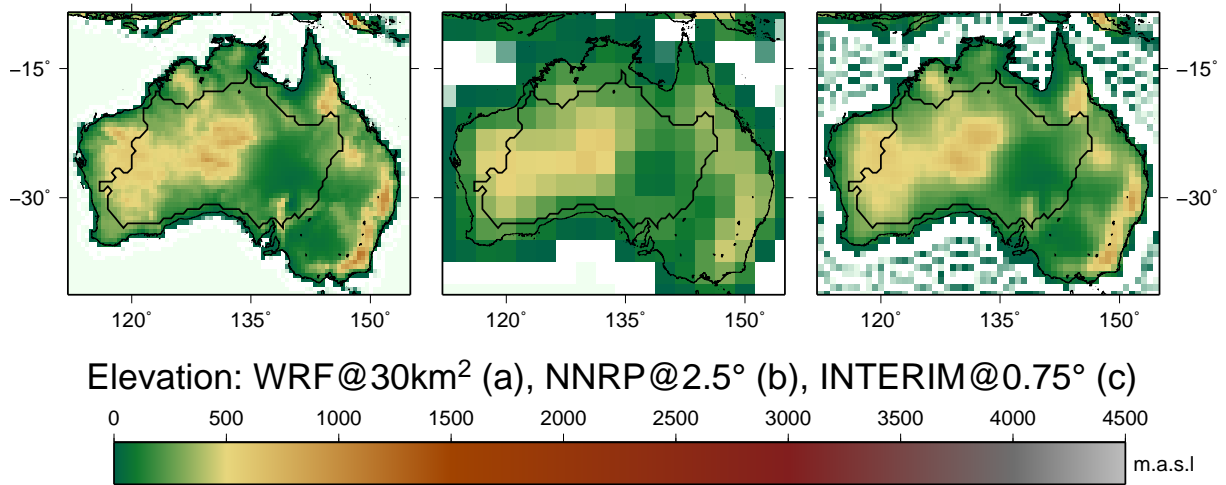 −15° −15°
−30° −30°
120° 135° 150° 120° 135° 150° 120° 135° 150°
Elevation: WRF@30km² (a), NNRP@2.5° (b), INTERIM@0.75° (c)
0 500 1000 1500 2000 2500 3000 3500 4000 4500
m.a.s.l